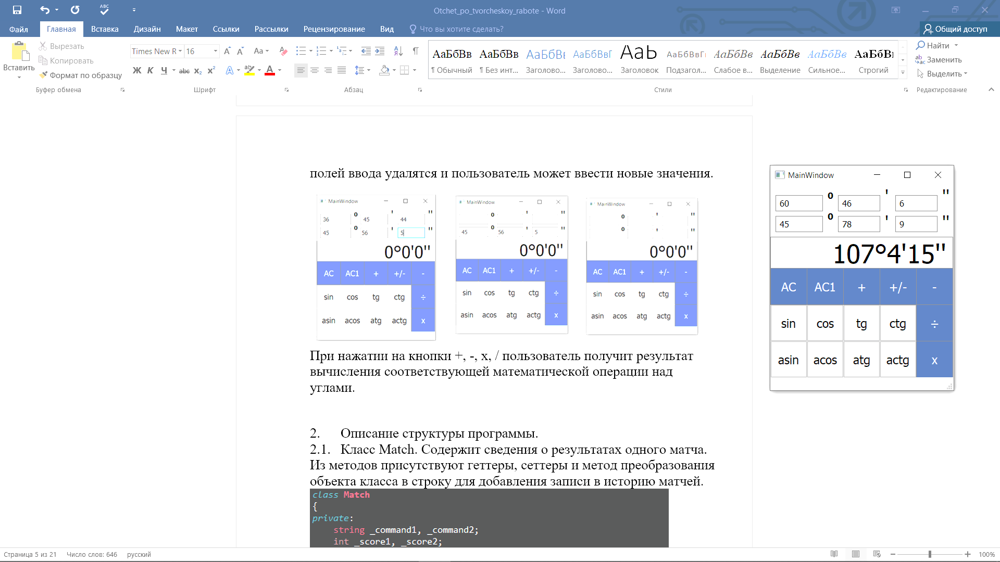 ABC
Otchet_po_tvorcheskoy_rabote - Word
Файл Главная Вставка Дизайн Макет Ссылки Рассылки Рецензирование Вид Что вы хотите сделать? Общий доступ
Вставить
Вырезать
Копировать
Формат по образцу
Буфер обмена
Times New R 16
Aa
Ж К Ч abc x₂ x² A A
Шрифт
Абзац
АаБбВв АаБбВв АаБбВı АаБбВвГ АаЬ АаБбВвГı АаБбВв АаБбВв АаБбВв АаБбВı
¶ Обычный ¶ Без инт... Заголово... Заголово... Заголовок Подзагол... Слабое в... Выделение Сильное... Строгий
Стили
Найти
Заменить
Выделить
Редактирование
полей ввода удалятся и пользователь может ввести новые значения.
MainWindow
36 o 45 ' 44 "
45 o 56 ' 5 "
0°0'0"
AC AC1 + +/- -
sin cos tg ctg ÷
asin acos atg actg x
MainWindow
o ' "
45 o 56 ' 5 "
0°0'0"
AC AC1 + +/- -
sin cos tg ctg ÷
asin acos atg actg x
MainWindow
o ' "
o ' "
0°0'0"
AC AC1 + +/- -
sin cos tg ctg ÷
asin acos atg actg x
При нажатии на кнопки +, -, x, / пользователь получит результат
вычисления соответствующей математической операции над
углами.
2. Описание структуры программы.
2.1. Класс Match. Содержит сведения о результатах одного матча.
Из методов присутствуют геттеры, сеттеры и метод преобразования
объекта класса в строку для добавления записи в историю матчей.
class Match
{
private:
string _command1, _command2;
int _score1, _score2;
MainWindow
60 o 46 ' 6 "
45 o 78 ' 9 "
107°4'15"
AC AC1 + +/- -
sin cos tg ctg ÷
asin acos atg actg x
Страница 5 из 21 Число слов: 646 русский
100%